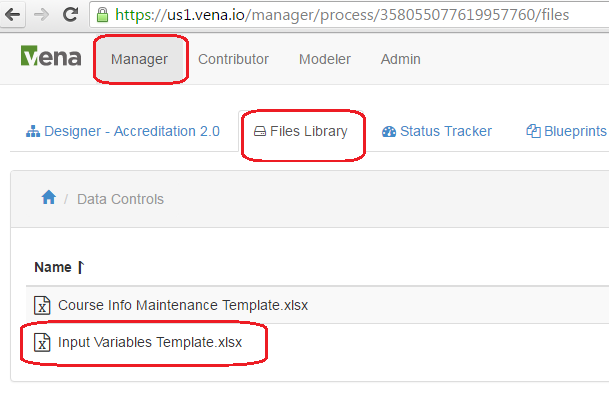 https://us1.vena.io/manager/process/358055077619957760/files
vena Manager Contributor Modeler Admin
Designer - Accreditation 2.0 Files Library Status Tracker Blueprints
/ Data Controls
Name
Course Info Maintenance Template.xlsx
Input Variables Template.xlsx